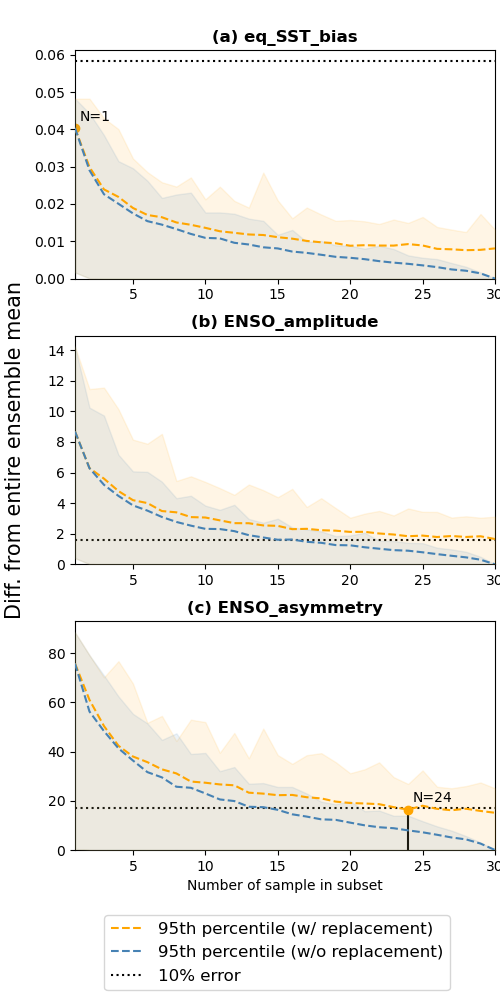 (a) eq_SST_bias
0.06
0.05
0.04
0.03
0.02
0.01
0.00
N=1
5 10 15 20 25 30
(b) ENSO_amplitude
14
12
10
8
6
4
2
0
5 10 15 20 25 30
(c) ENSO_asymmetry
80
60
40
20
0
N=24
5 10 15 20 25 30
Number of sample in subset
Diff. from entire ensemble mean
95th percentile (w/ replacement)
95th percentile (w/o replacement)
10% error